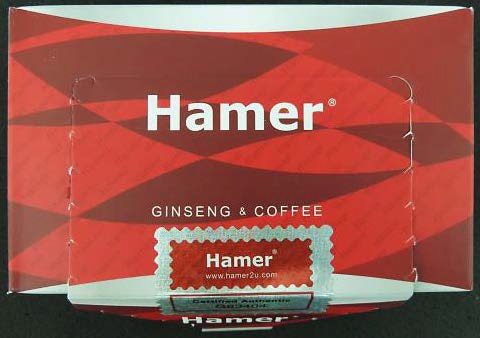 Hamer®
GINSENG & COFFEE
Hamer®
www.hamer2u.com
Certified Authentic
Hamer®